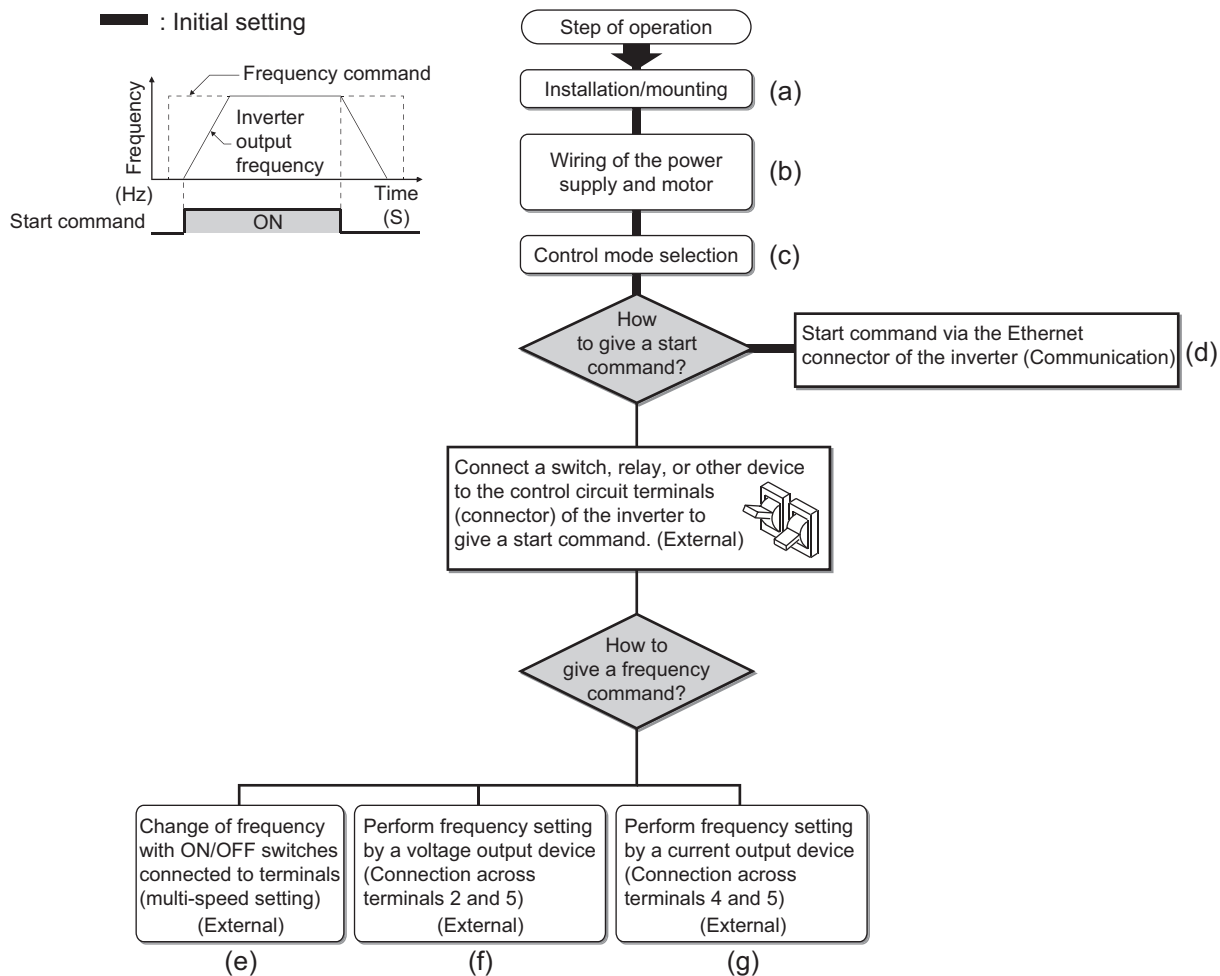 : Initial setting
Frequency command
Frequency
Inverter
output
frequency
(Hz)
Time
(S)
Start command
ON
Step of operation
Installation/mounting
(a)
Wiring of the power
supply and motor
(b)
Control mode selection
(c)
How
to give a start
command?
Start command via the Ethernet
connector of the inverter (Communication)
(d)
Connect a switch, relay, or other device
to the control circuit terminals
(connector) of the inverter to
give a start command. (External)
How to
give a frequency
command?
Change of frequency
with ON/OFF switches
connected to terminals
(multi-speed setting)
(External)
(e)
Perform frequency setting
by a voltage output device
(Connection across
terminals 2 and 5)
(External)
(f)
Perform frequency setting
by a current output device
(Connection across
terminals 4 and 5)
(External)
(g)